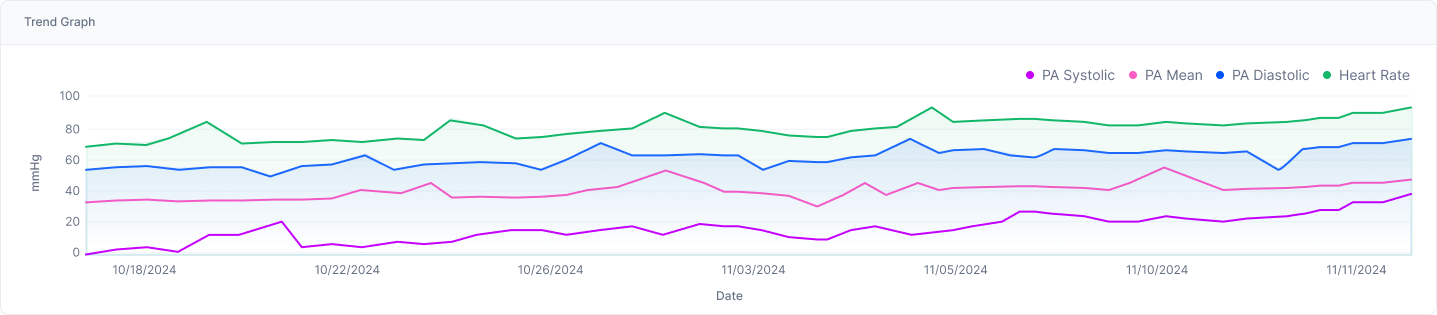 Trend Graph
PA Systolic PA Mean PA Diastolic Heart Rate
100
80
60
40
20
0
mmHg
10/18/2024 10/22/2024 10/26/2024 11/03/2024 11/05/2024 11/10/2024 11/11/2024
Date